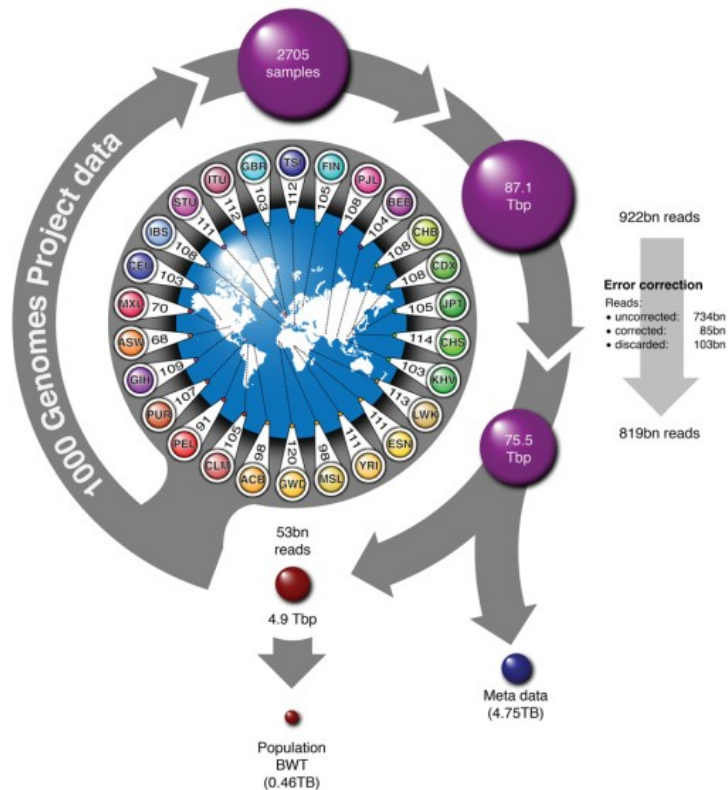 1000 Genomes Project data
2705
samples
87.1
Tbp
922bn reads
Error correction
Reads:
• uncorrected: 734bn
• corrected: 85bn
• discarded: 103bn
819bn reads
75.5
Tbp
TSI
112
FIN
105
PJL
108
BEB
104
CHB
108
CDX
108
JPT
105
CHS
114
KHV
103
LWK
113
ESN
111
YRI
111
MSL
98
GWD
120
ACB
98
CLM
105
PEL
91
PUR
107
GIH
109
ASW
68
MXL
70
CEU
103
IBS
108
STU
111
ITU
112
GBR
103
53bn
reads
4.9 Tbp
Population
BWT
(0.46TB)
Meta data
(4.75TB)